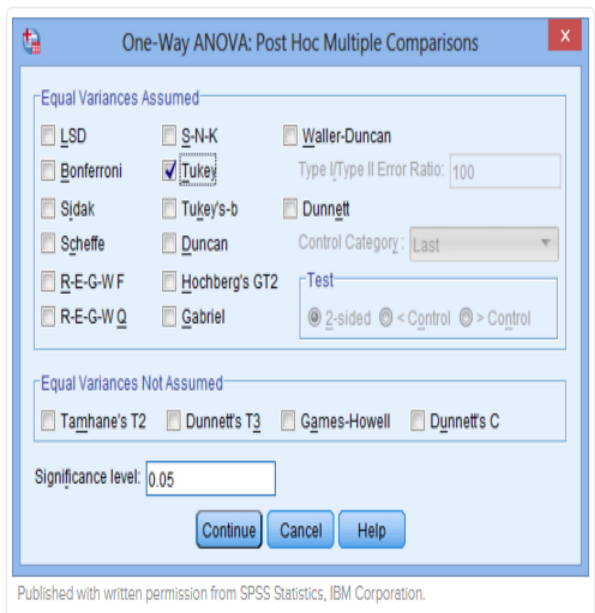 One-Way ANOVA: Post Hoc Multiple Comparisons
x
Equal Variances Assumed
LSD S-N-K Waller-Duncan
Bonferroni Tukey Type I/Type II Error Ratio: 100
Sidak Tukey's-b Dunnett
Scheffe Duncan Control Category: Last
R-E-G-W F Hochberg's GT2 Test
R-E-G-W Q Gabriel 2-sided < Control > Control
Equal Variances Not Assumed
Tamhane's T2 Dunnett's T3 Games-Howell Dunnett's C
Significance level: 0.05
Continue Cancel Help
Published with written permission from SPSS Statistics, IBM Corporation.